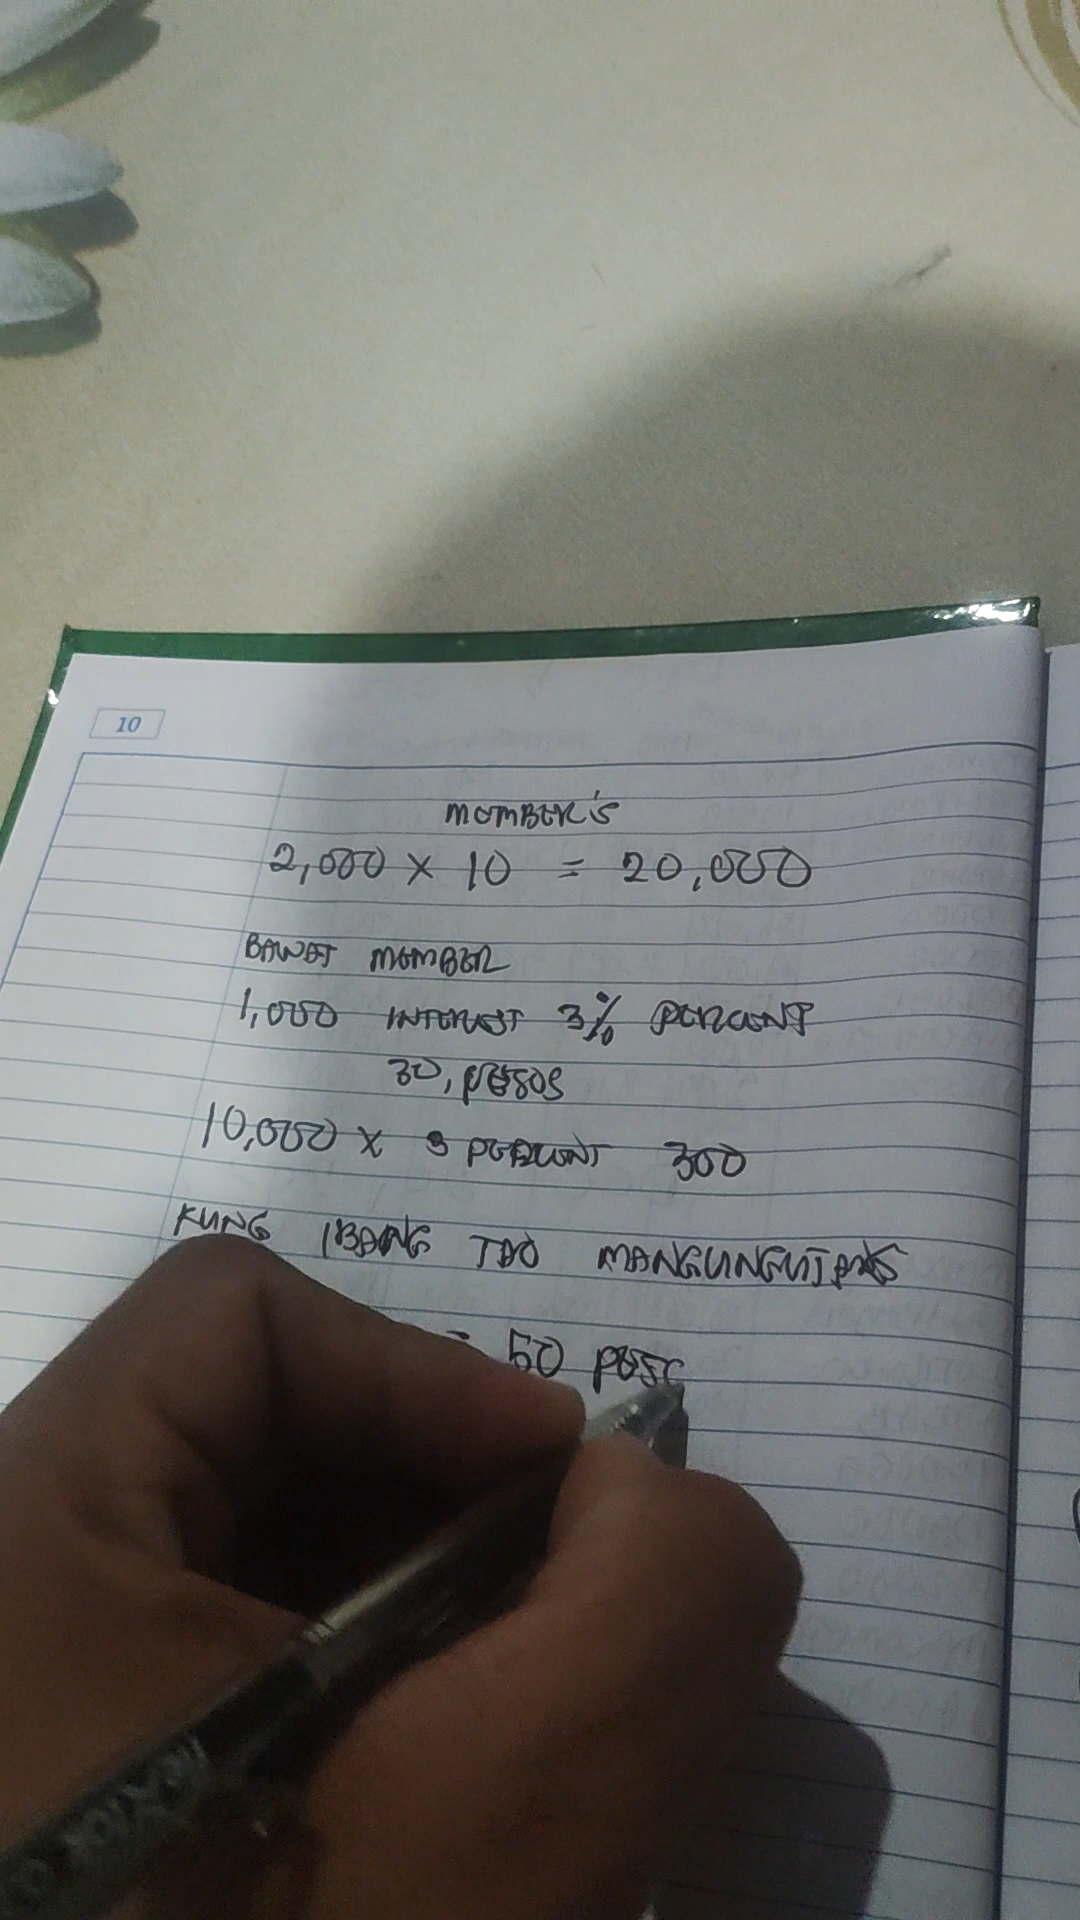 10
MEMBER'S
2,000 × 10 = 20,000
BAWAT MEMBER
1,000 INTEREST 3% PERCENT
30, PESOS
10,000 × 3 PERCENT 300
KUNG IBANG TAO MANGUNGUTANG
= 50 PESO